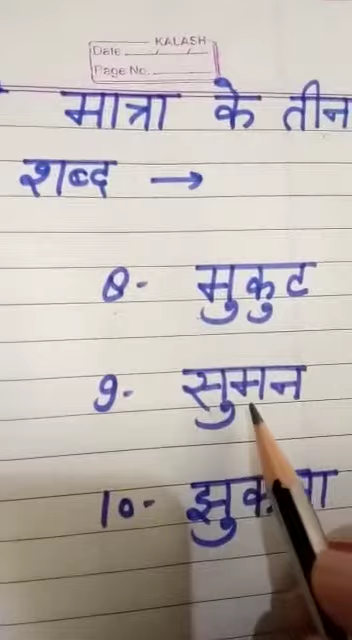 KALASH
Date
Page No.
मात्रा के तीन
शब्द →
8- मुकुट
9- सुमन
10-